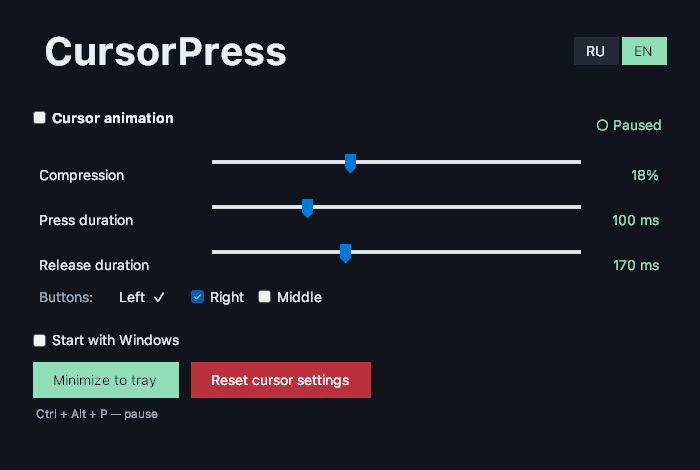 CursorPress
RU EN
Cursor animation
Paused
Compression 18%
Press duration 100 ms
Release duration 170 ms
Buttons: Left ✓ Right Middle
Start with Windows
Minimize to tray Reset cursor settings
Ctrl + Alt + P — pause